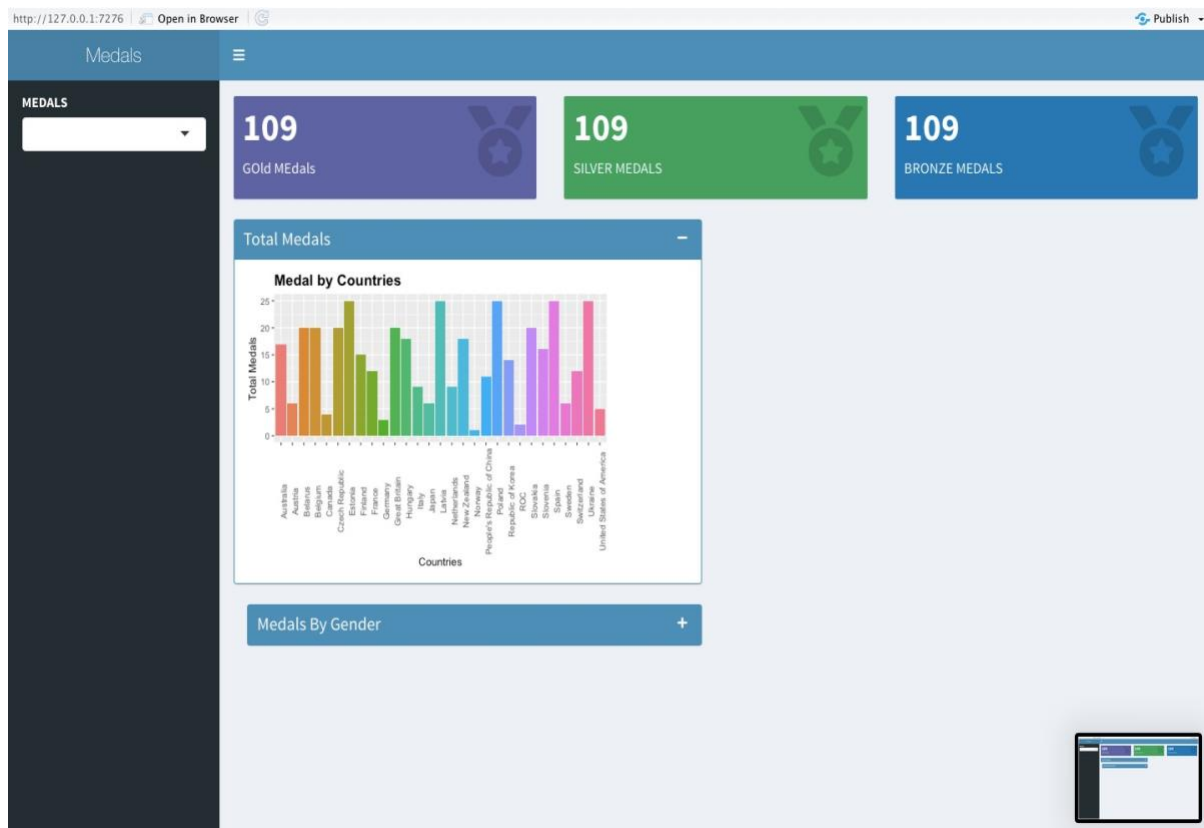 http://127.0.0.1:7276 Open in Browser Publish
Medals
MEDALS
109
GOld MEdals
109
SILVER MEDALS
109
BRONZE MEDALS
Total Medals
Medal by Countries
Total Medals
25
20
15
10
5
0
Australia
Austria
Belarus
Belgium
Canada
Czech Republic
Estonia
Finland
France
Germany
Great Britain
Hungary
Italy
Japan
Latvia
Netherlands
New Zealand
Norway
People's Republic of China
Poland
Republic of Korea
ROC
Slovakia
Slovenia
Spain
Sweden
Switzerland
Ukraine
United States of America
Countries
Medals By Gender